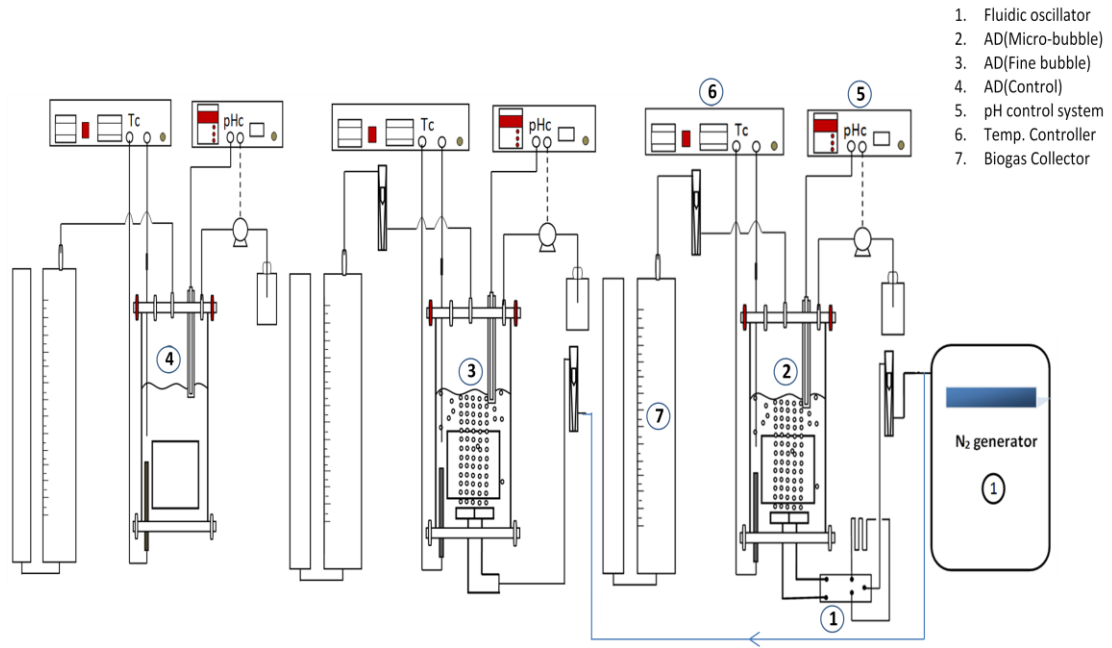 1. Fluidic oscillator
2. AD(Micro-bubble)
3. AD(Fine bubble)
4. AD(Control)
5. pH control system
6. Temp. Controller
7. Biogas Collector
6
5
Tc
pHc
Tc
pHc
Tc
pHc
4
3
2
7
N₂ generator
1
1